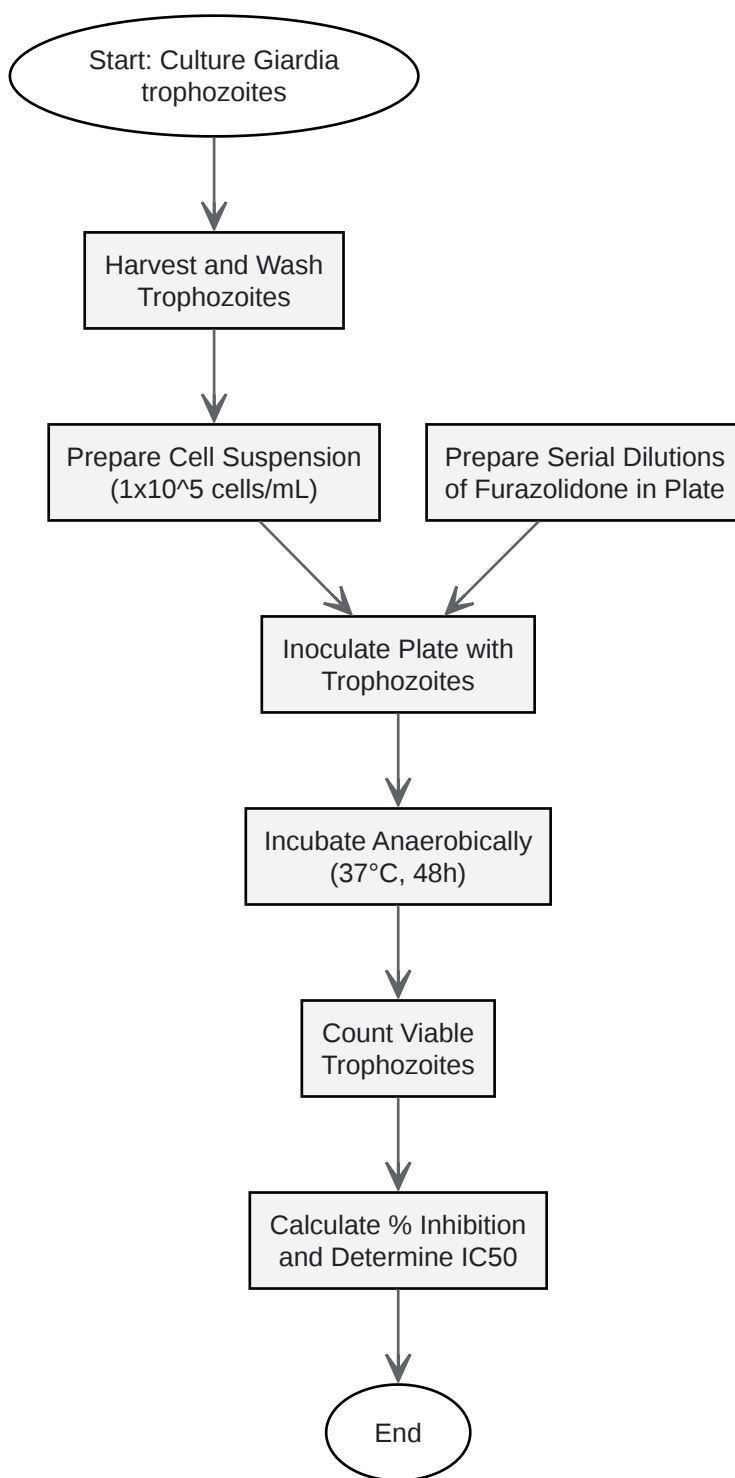 Start: Culture Giardia
trophozoites
Harvest and Wash
Trophozoites
Prepare Cell Suspension
(1x10^5 cells/mL)
Prepare Serial Dilutions
of Furazolidone in Plate
Inoculate Plate with
Trophozoites
Incubate Anaerobically
(37°C, 48h)
Count Viable
Trophozoites
Calculate % Inhibition
and Determine IC50
End